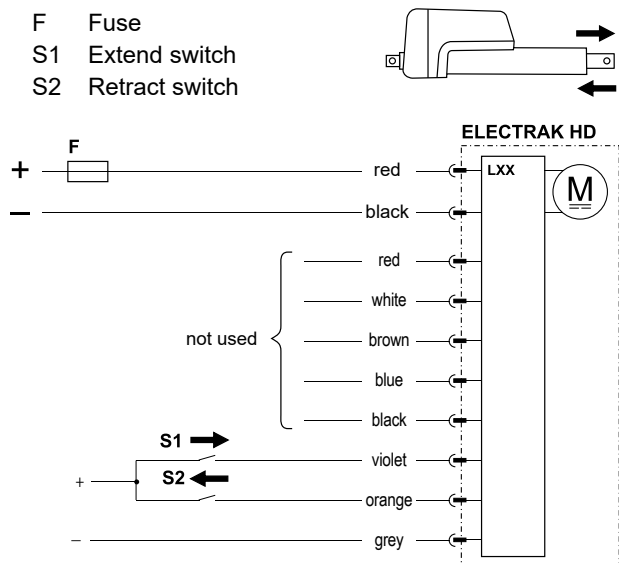 F Fuse
S1 Extend switch
S2 Retract switch
ELECTRAK HD
F
+ red LXX M
− black
red
white
not used brown
blue
black
S1
violet
+ S2
orange
− grey